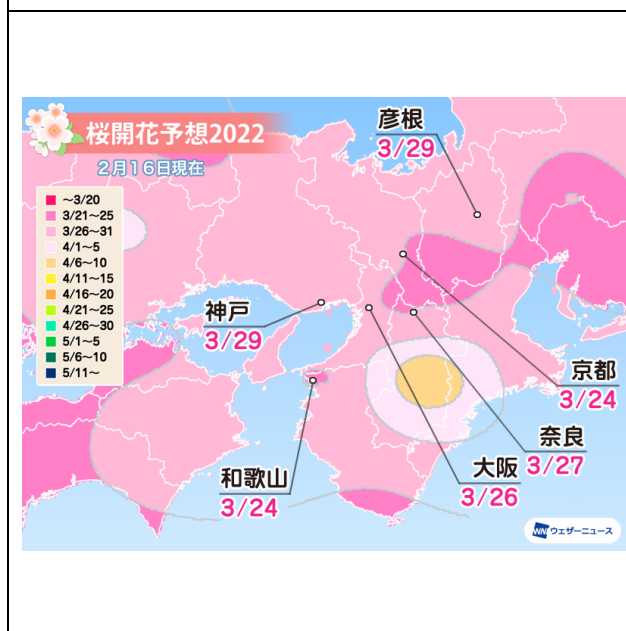 桜開花予想2022
2月16日現在
～3/20
3/21～25
3/26～31
4/1～5
4/6～10
4/11～15
4/16～20
4/21～25
4/26～30
5/1～5
5/6～10
5/11～
彦根
3/29
神戸
3/29
京都
3/24
奈良
3/27
大阪
3/26
和歌山
3/24
WNI ウェザーニュース